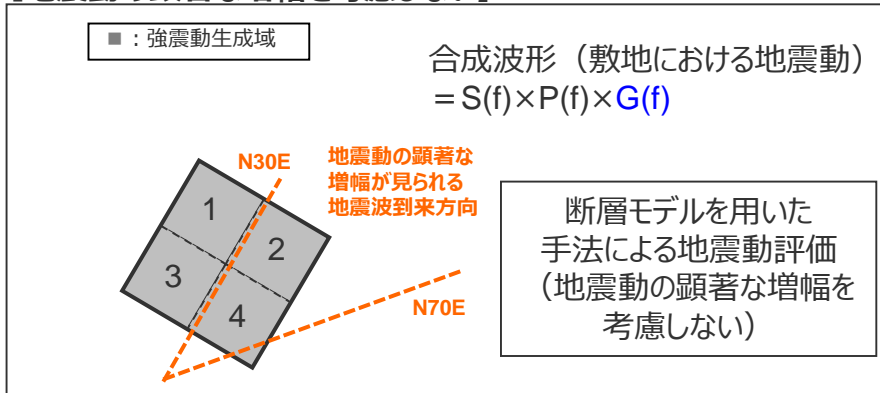 ■：強震動生成域
合成波形（敷地における地震動）
＝S(f)×P(f)×G(f)
N30E
地震動の顕著な
増幅が見られる
地震波到来方向
1
2
3
4
N70E
断層モデルを用いた
手法による地震動評価
（地震動の顕著な増幅を
考慮しない）